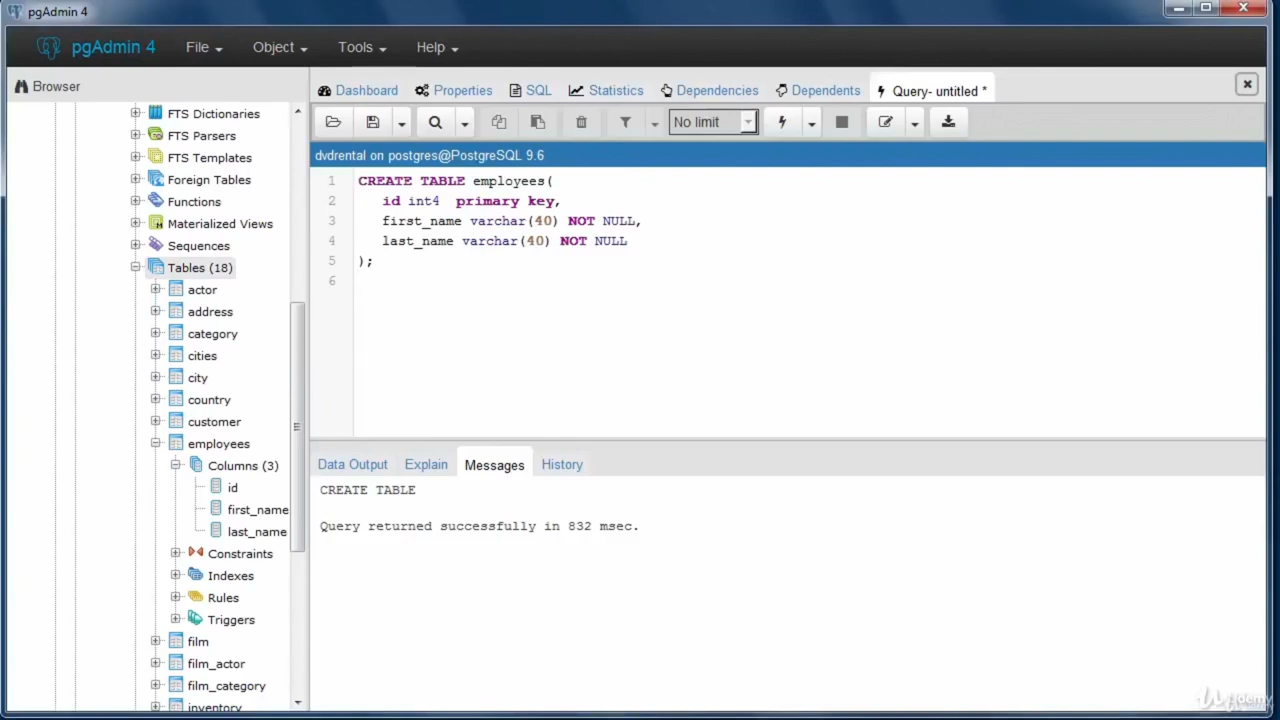 pgAdmin 4
pgAdmin 4 File Object Tools Help
Browser
Dashboard Properties SQL Statistics Dependencies Dependents Query- untitled *
No limit
dvdrental on postgres@PostgreSQL 9.6
FTS Dictionaries
FTS Parsers
FTS Templates
Foreign Tables
Functions
Materialized Views
Sequences
Tables (18)
actor
address
category
cities
city
country
customer
employees
Columns (3)
id
first_name
last_name
Constraints
Indexes
Rules
Triggers
film
film_actor
film_category
inventory
1 CREATE TABLE employees(
2 id int4  primary key,
3 first_name varchar(40) NOT NULL,
4 last_name varchar(40) NOT NULL
5 );
6
Data Output Explain Messages History
CREATE TABLE
Query returned successfully in 832 msec.
Udemy